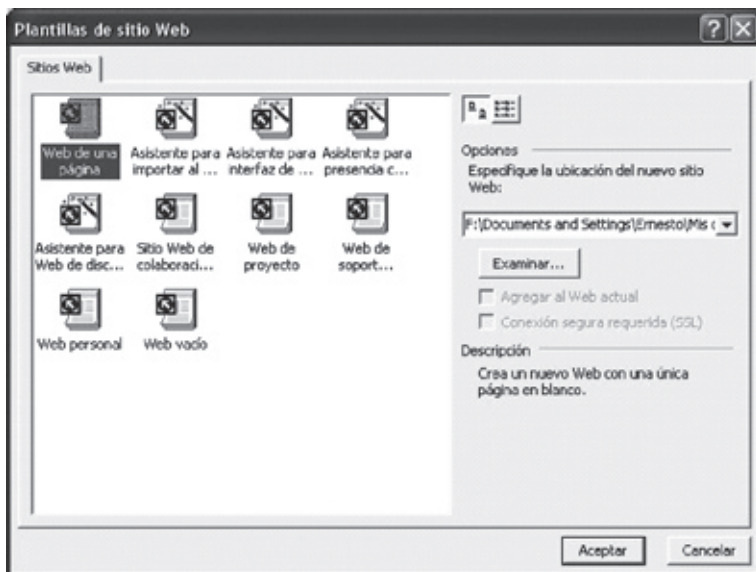 Plantillas de sitio Web
Sitios Web
Web de una
página
Asistente para
importar al ...
Asistente para
interfaz de ...
Asistente para
presencia c...
Asistente para
Web de disc...
Sitio Web de
colaboraci...
Web de
proyecto
Web de
soport...
Web personal
Web vacío
Opciones
Especifique la ubicación del nuevo sitio
Web:
F:\Documents and Settings\Ernesto\Mis
Examinar...
Agregar al Web actual
Conexión segura requerida (SSL)
Descripción
Crea un nuevo Web con una única
página en blanco.
Aceptar
Cancelar